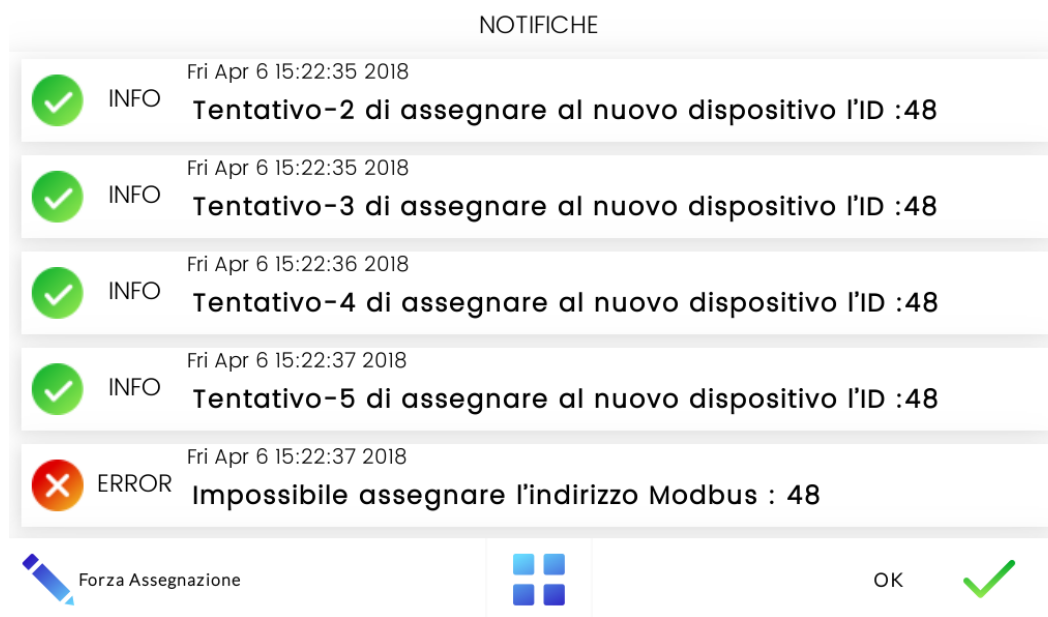 NOTIFICHE
Fri Apr 6 15:22:35 2018
INFO
Tentativo-2 di assegnare al nuovo dispositivo l'ID :48
Fri Apr 6 15:22:35 2018
INFO
Tentativo-3 di assegnare al nuovo dispositivo l'ID :48
Fri Apr 6 15:22:36 2018
INFO
Tentativo-4 di assegnare al nuovo dispositivo l'ID :48
Fri Apr 6 15:22:37 2018
INFO
Tentativo-5 di assegnare al nuovo dispositivo l'ID :48
Fri Apr 6 15:22:37 2018
ERROR
Impossibile assegnare l'indirizzo Modbus : 48
Forza Assegnazione
OK